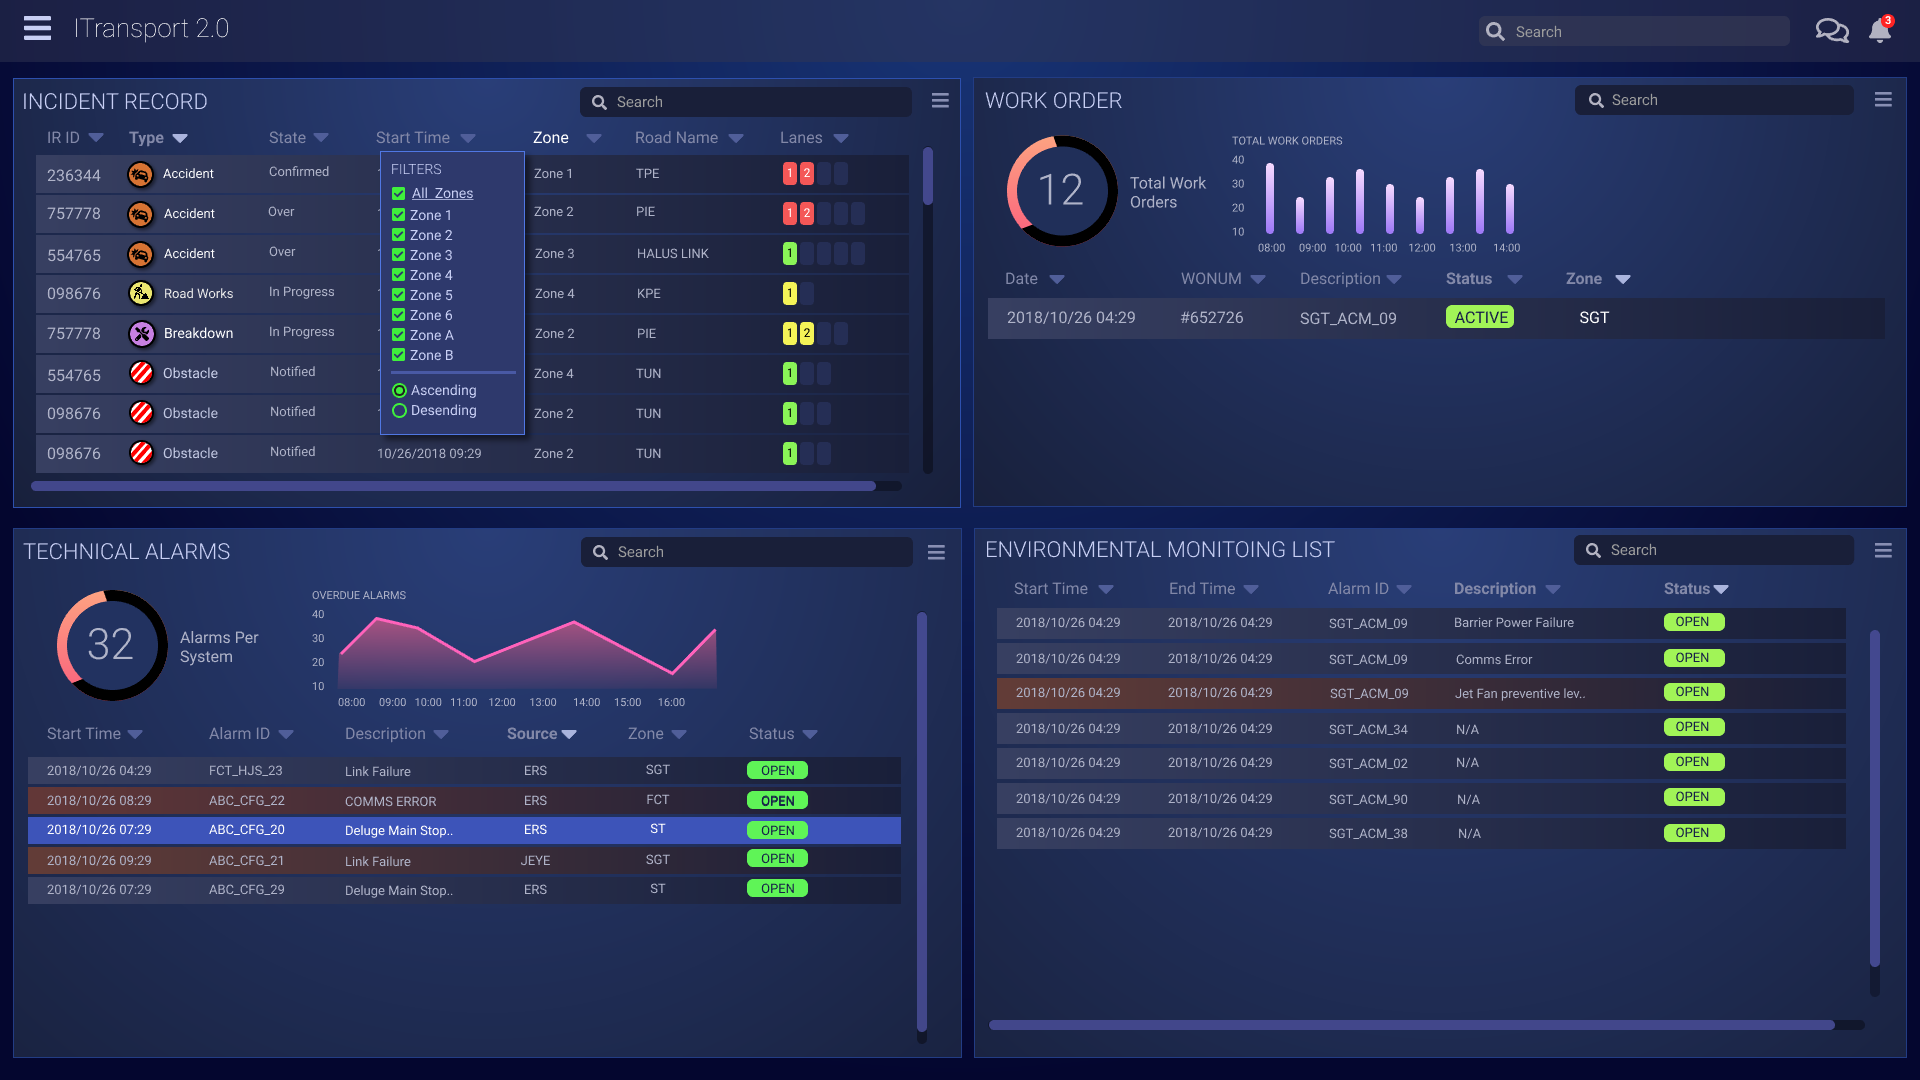 ITransport 2.0
Search
3
INCIDENT RECORD
Search
IR ID Type State Start Time Zone Road Name Lanes
236344 Accident Confirmed Zone 1 TPE 1 2
757778 Accident Over Zone 2 PIE 1 2
554765 Accident Over Zone 3 HALUS LINK 1
098676 Road Works In Progress Zone 4 KPE 1
757778 Breakdown In Progress Zone 2 PIE 1 2
554765 Obstacle Notified Zone 4 TUN 1
098676 Obstacle Notified Zone 2 TUN 1
098676 Obstacle Notified 10/26/2018 09:29 Zone 2 TUN 1
FILTERS
All Zones
Zone 1
Zone 2
Zone 3
Zone 4
Zone 5
Zone 6
Zone A
Zone B
Ascending
Desending
WORK ORDER
Search
12
Total Work
Orders
TOTAL WORK ORDERS
40
30
20
10
08:00 09:00 10:00 11:00 12:00 13:00 14:00
Date WONUM Description Status Zone
2018/10/26 04:29 #652726 SGT_ACM_09 ACTIVE SGT
TECHNICAL ALARMS
Search
32
Alarms Per
System
OVERDUE ALARMS
40
30
20
10
08:00 09:00 10:00 11:00 12:00 13:00 14:00 15:00 16:00
Start Time Alarm ID Description Source Zone Status
2018/10/26 04:29 FCT_HJS_23 Link Failure ERS SGT OPEN
2018/10/26 08:29 ABC_CFG_22 COMMS ERROR ERS FCT OPEN
2018/10/26 07:29 ABC_CFG_20 Deluge Main Stop.. ERS ST OPEN
2018/10/26 09:29 ABC_CFG_21 Link Failure JEYE SGT OPEN
2018/10/26 07:29 ABC_CFG_29 Deluge Main Stop.. ERS ST OPEN
ENVIRONMENTAL MONITOING LIST
Search
Start Time End Time Alarm ID Description Status
2018/10/26 04:29 2018/10/26 04:29 SGT_ACM_09 Barrier Power Failure OPEN
2018/10/26 04:29 2018/10/26 04:29 SGT_ACM_09 Comms Error OPEN
2018/10/26 04:29 2018/10/26 04:29 SGT_ACM_09 Jet Fan preventive lev.. OPEN
2018/10/26 04:29 2018/10/26 04:29 SGT_ACM_34 N/A OPEN
2018/10/26 04:29 2018/10/26 04:29 SGT_ACM_02 N/A OPEN
2018/10/26 04:29 2018/10/26 04:29 SGT_ACM_90 N/A OPEN
2018/10/26 04:29 2018/10/26 04:29 SGT_ACM_38 N/A OPEN